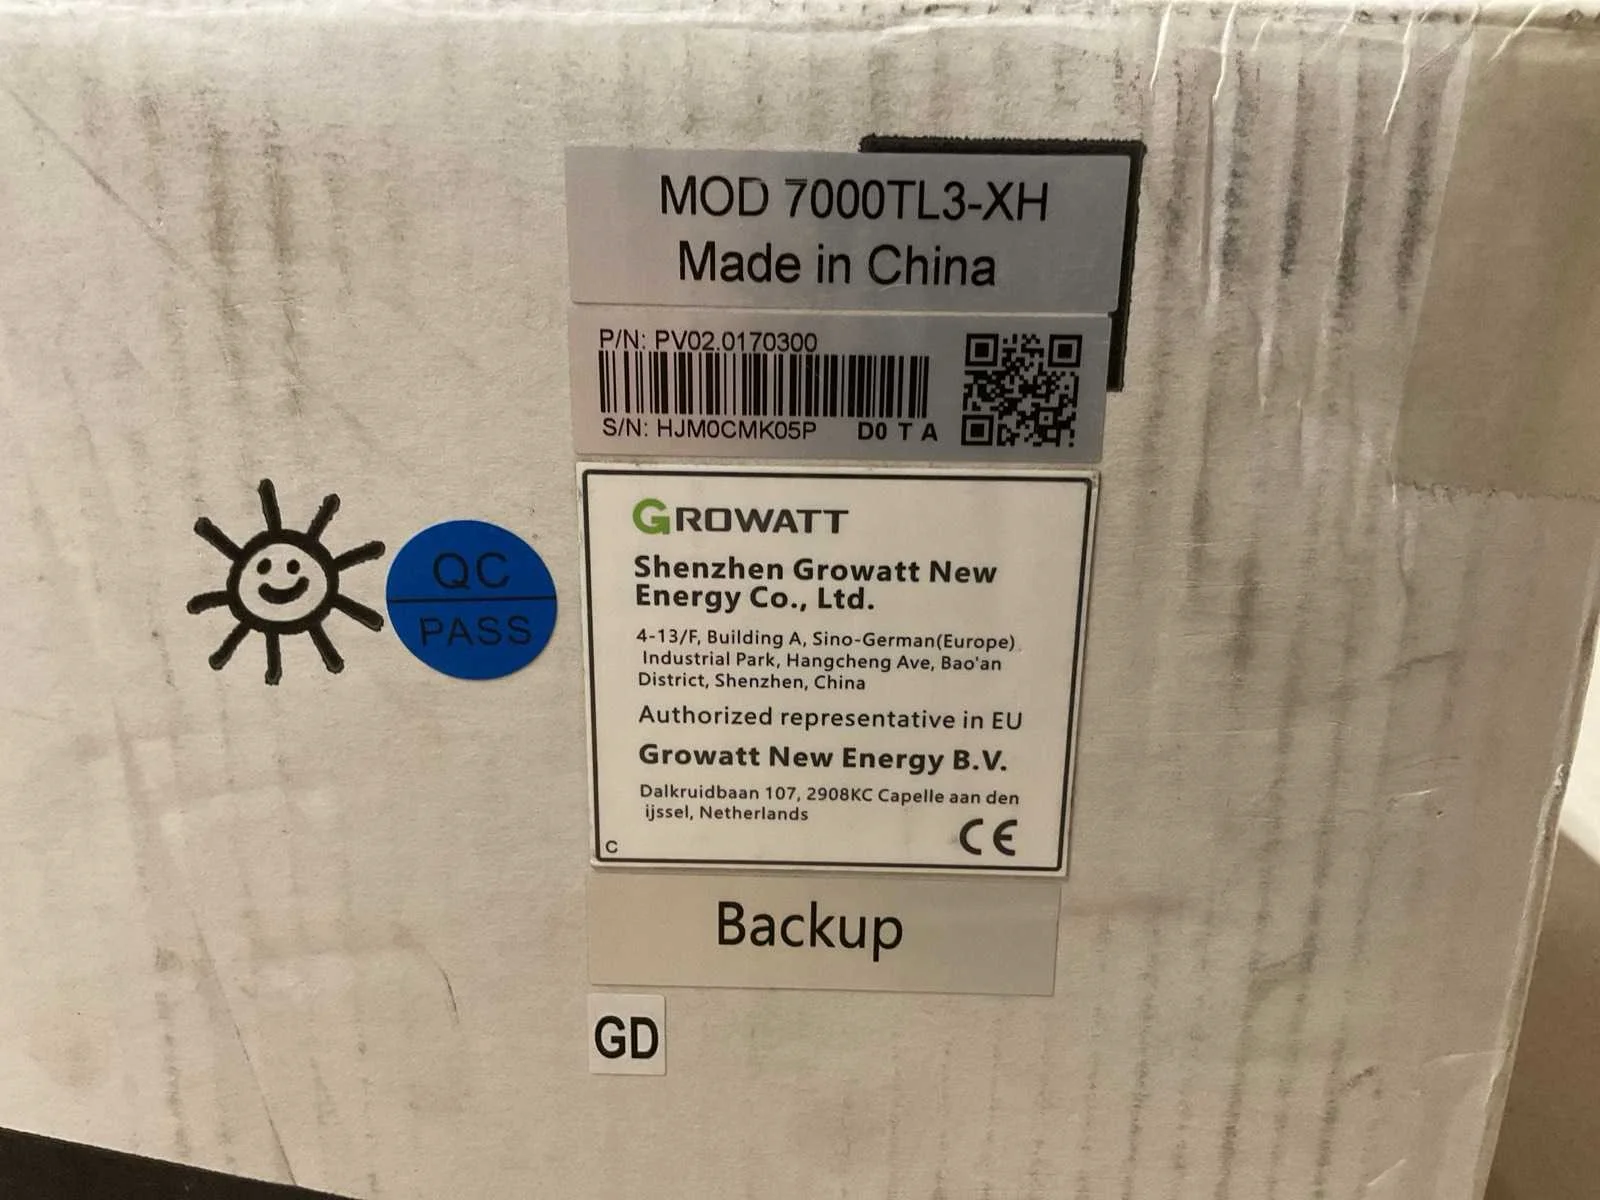 MOD 7000TL3-XH
Made in China
P/N: PV02.0170300
S/N: HJM0CMK05P D0 T A
QC
PASS
GROWATT
Shenzhen Growatt New
Energy Co., Ltd.
4-13/F, Building A, Sino-German(Europe)
Industrial Park, Hangcheng Ave, Bao'an
District, Shenzhen, China
Authorized representative in EU
Growatt New Energy B.V.
Dalkruidbaan 107, 2908KC Capelle aan den
ijssel, Netherlands
CE
C
Backup
GD